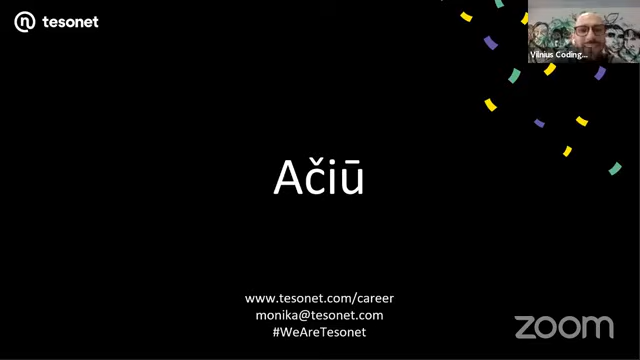 tesonet
Vilnius Coding...
Ačiū
www.tesonet.com/career
monika@tesonet.com
#WeAreTesonet
zoom